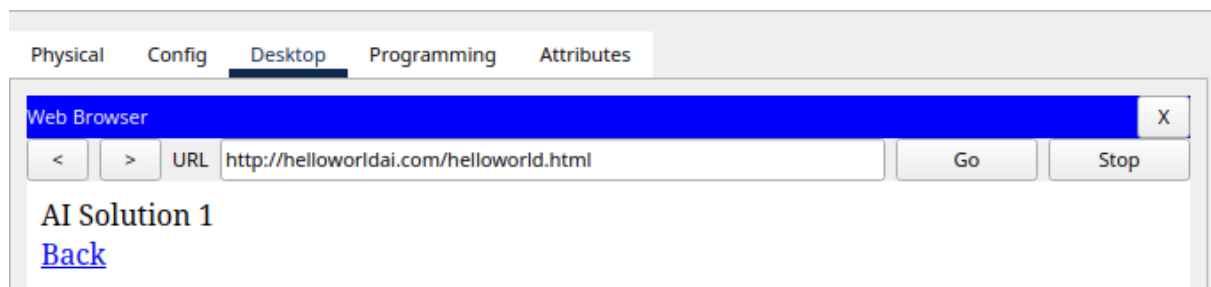 Physical Config Desktop Programming Attributes
Web Browser X
< > URL http://helloworldai.com/helloworld.html Go Stop
AI Solution 1
Back